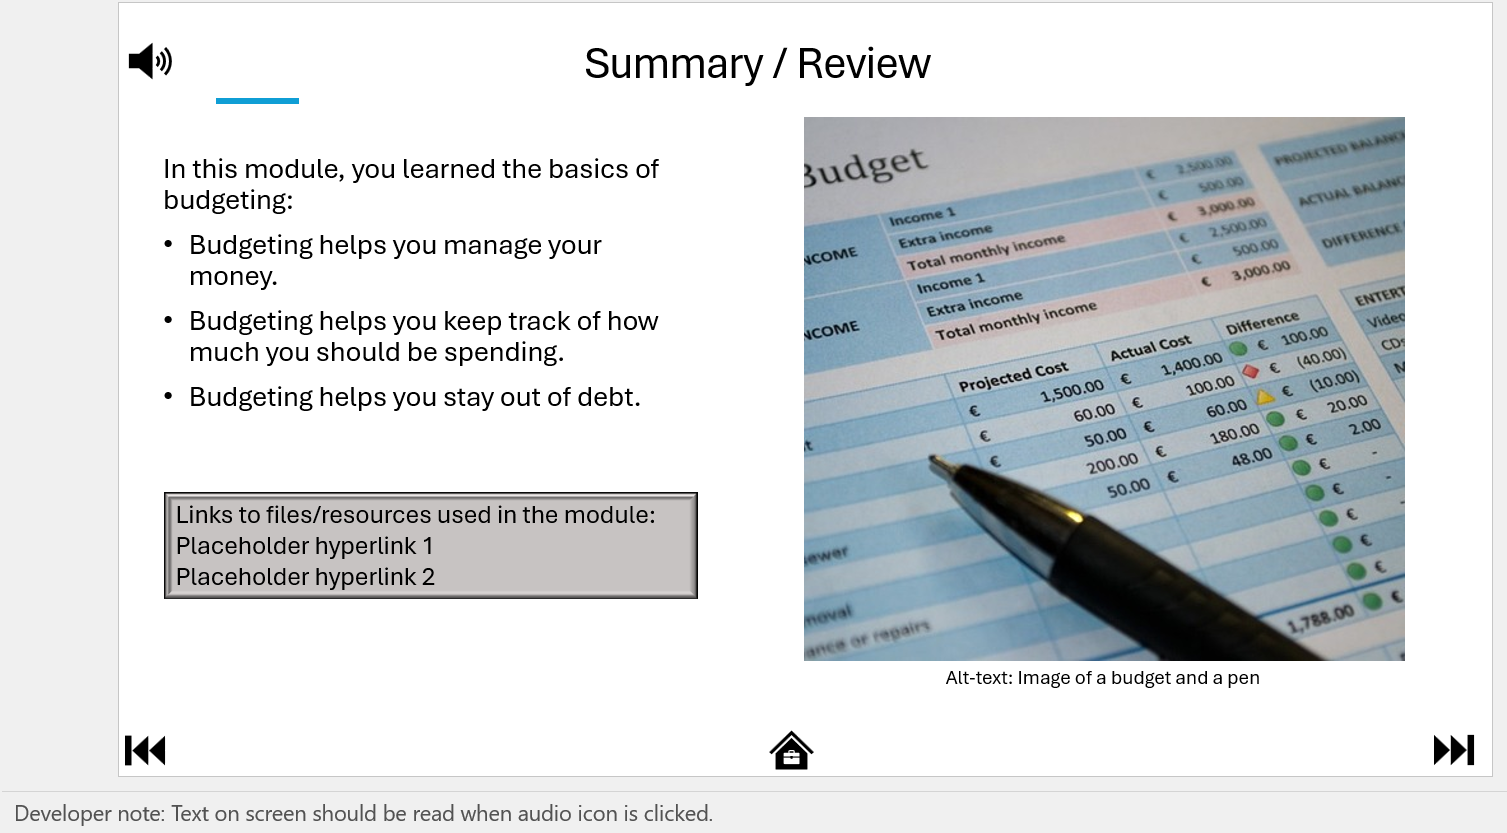 Summary / Review
In this module, you learned the basics of
budgeting:
• Budgeting helps you manage your
money.
• Budgeting helps you keep track of how
much you should be spending.
• Budgeting helps you stay out of debt.
Links to files/resources used in the module:
Placeholder hyperlink 1
Placeholder hyperlink 2
Budget
€ 2,500.00
Income 1 € 500.00
Extra income € 3,000.00
Total monthly income € 2,500.00
Income 1 € 500.00
Extra income € 3,000.00
Total monthly income
NCOME
NCOME
PROJECTED BALANC
ACTUAL BALANC
DIFFERENCE
ENTERT
Video
CDs
Projected Cost Actual Cost Difference
€ 1,500.00 € 1,400.00 € 100.00
€ 60.00 € 100.00 € (40.00)
€ 50.00 € 60.00 € (10.00)
200.00 € 180.00 € 20.00
50.00 € 48.00 € 2.00
€ -
€ -
€ -
€
€
1,788.00 €
ewer
moval
ance or repairs
Alt-text: Image of a budget and a pen
Developer note: Text on screen should be read when audio icon is clicked.